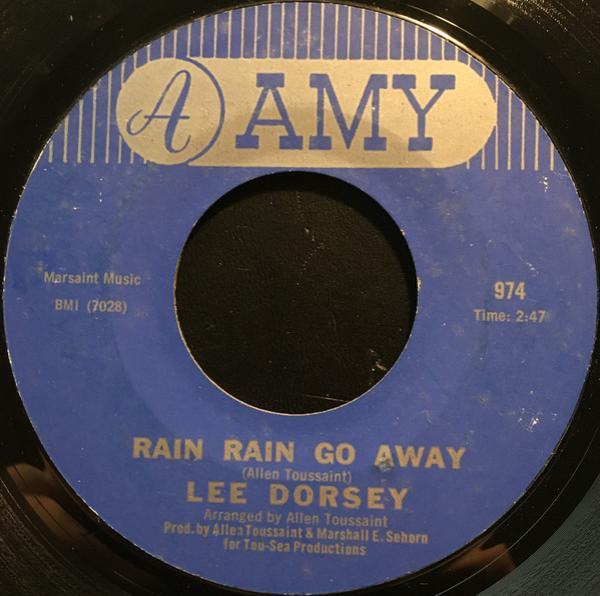 A AMY
Marsaint Music
BMI (7028)
974
Time: 2:47
RAIN RAIN GO AWAY
(Allen Toussaint)
LEE DORSEY
Arranged by Allen Toussaint
Prod. by Allen Toussaint & Marshall E. Sehorn
for Tou-Sea Productions